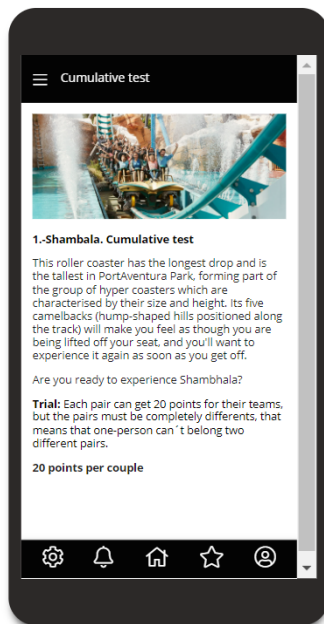 Cumulative test
1.-Shambala. Cumulative test
This roller coaster has the longest drop and is
the tallest in PortAventura Park, forming part of
the group of hyper coasters which are
characterised by their size and height. Its five
camelbacks (hump-shaped hills positioned along
the track) will make you feel as though you are
being lifted off your seat, and you'll want to
experience it again as soon as you get off.
Are you ready to experience Shambhala?
Trial: Each pair can get 20 points for their teams,
but the pairs must be completely differents, that
means that one-person can´t belong two
different pairs.
20 points per couple